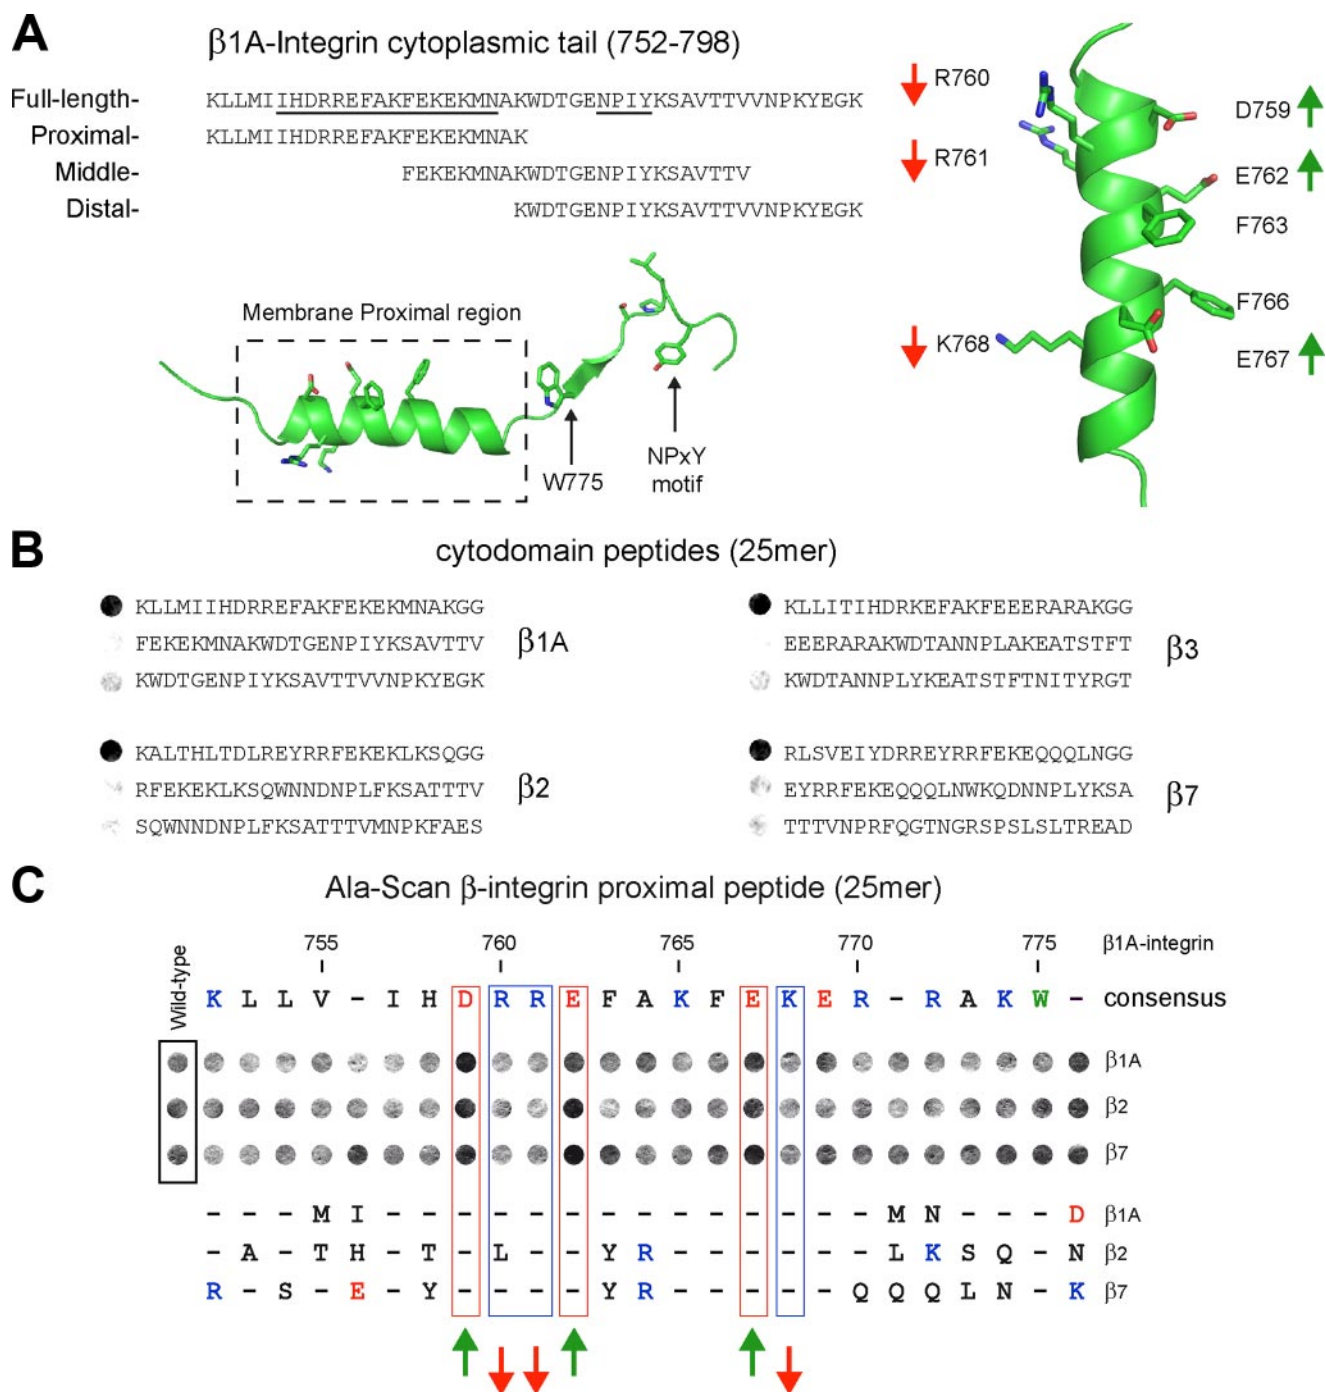 A
β1A-Integrin cytoplasmic tail (752-798)
Full-length- KLLMIIHDRREFAKFEKEKMNAKWDTGENPIYKSAVTTVVNPKYEGK
Proximal- KLLMIIHDRREFAKFEKEKMNAK
Middle- FEKEKMNAKWDTGENPIYKSAVTTV
Distal- KWDTGENPIYKSAVTTVVNPKYEGK
Membrane Proximal region
W775
NPxY
motif
R760
R761
K768
D759
E762
F763
F766
E767
B
cytodomain peptides (25mer)
KLLMIIHDRREFAKFEKEKMNAKGG
FEKEKMNAKWDTGENPIYKSAVTTV
KWDTGENPIYKSAVTTVVNPKYEGK
β1A
KLLITIHDRKEFAKFEEERARAKGG
EEERARAKWDTANNPLAKEATSTFT
KWDTANNPLYKEATSTFTNITYRGT
β3
KALTHLTDLREYRRFEKEKLKSQGG
RFEKEKLKSQWNNDNPLFKSATTTV
SQWNNDNPLFKSATTTVMNPKFAES
β2
RLSVEIYDRREYRRFEKEQQQLNGG
EYRRFEKEQQQLNWKQDNNPLYKSA
TTTVNPRFQGTNGRSPSLSLTREAD
β7
C
Ala-Scan β-integrin proximal peptide (25mer)
Wild-type
755 760 765 770 775 β1A-integrin
K L L V - I H D R R E F A K F E K E R - R A K W - consensus
β1A
β2
β7
- - - M I - - - - - - - - - - - - - - M N - - - D β1A
- A - T H - T - L - - Y R - - - - - - L K S Q - N β2
R - S - E - Y - - - - Y R - - - - - Q Q Q L N - K β7